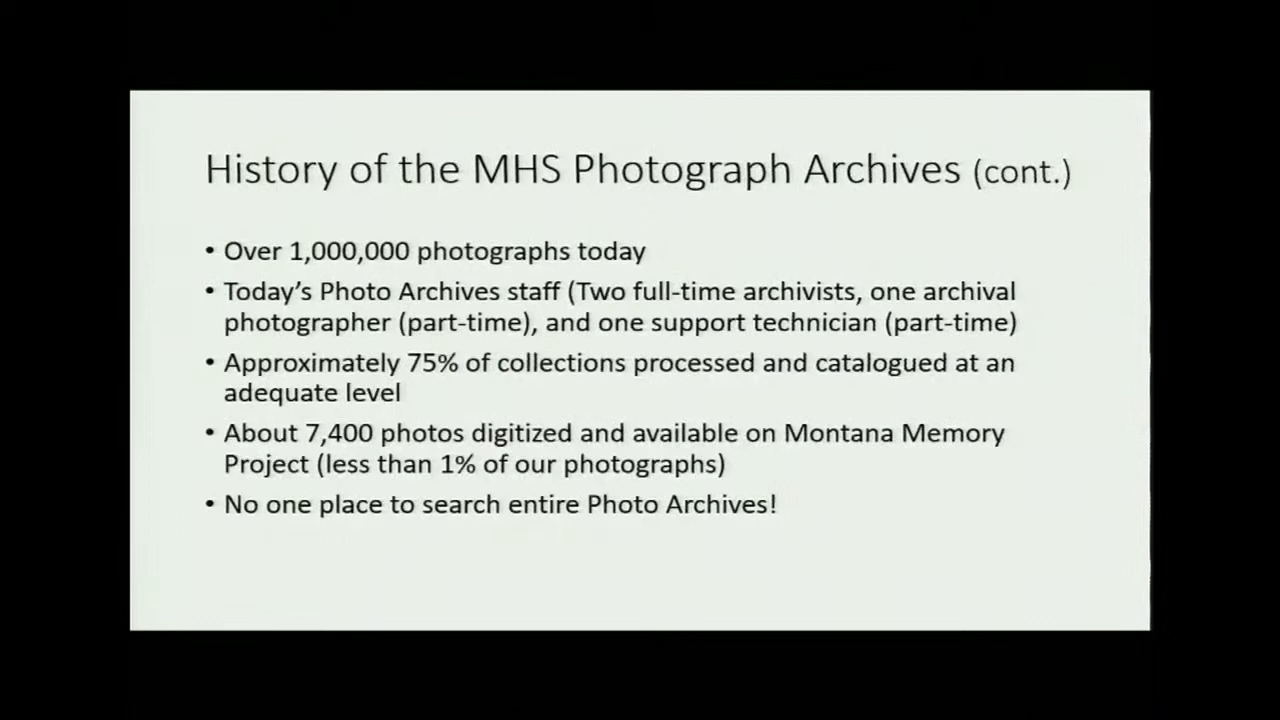 History of the MHS Photograph Archives (cont.)
• Over 1,000,000 photographs today
• Today's Photo Archives staff (Two full-time archivists, one archival
photographer (part-time), and one support technician (part-time)
• Approximately 75% of collections processed and catalogued at an
adequate level
• About 7,400 photos digitized and available on Montana Memory
Project (less than 1% of our photographs)
• No one place to search entire Photo Archives!